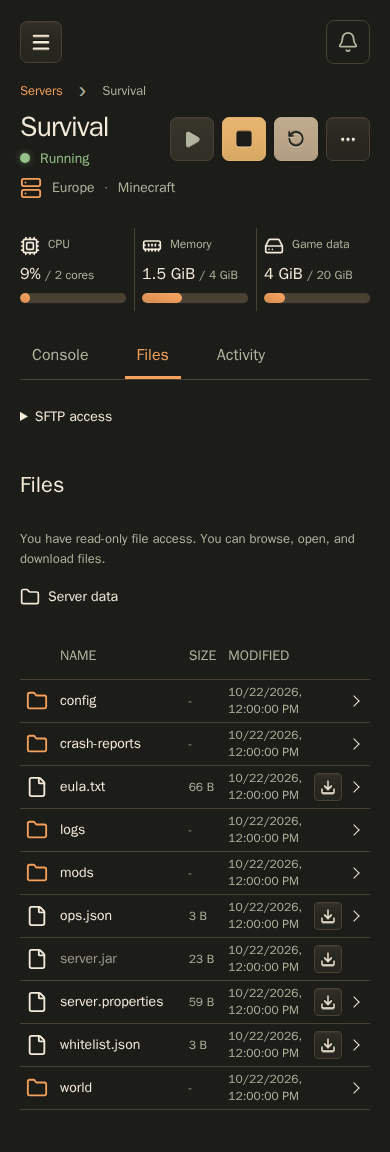 Servers > Survival
Survival
Running
Europe · Minecraft
CPU
9% / 2 cores
Memory
1.5 GiB / 4 GiB
Game data
4 GiB / 20 GiB
Console Files Activity
SFTP access
Files
You have read-only file access. You can browse, open, and
download files.
Server data
NAME SIZE MODIFIED
config - 10/22/2026,
12:00:00 PM
crash-reports - 10/22/2026,
12:00:00 PM
eula.txt 66 B 10/22/2026,
12:00:00 PM
logs - 10/22/2026,
12:00:00 PM
mods - 10/22/2026,
12:00:00 PM
ops.json 3 B 10/22/2026,
12:00:00 PM
server.jar 23 B 10/22/2026,
12:00:00 PM
server.properties 59 B 10/22/2026,
12:00:00 PM
whitelist.json 3 B 10/22/2026,
12:00:00 PM
world - 10/22/2026,
12:00:00 PM